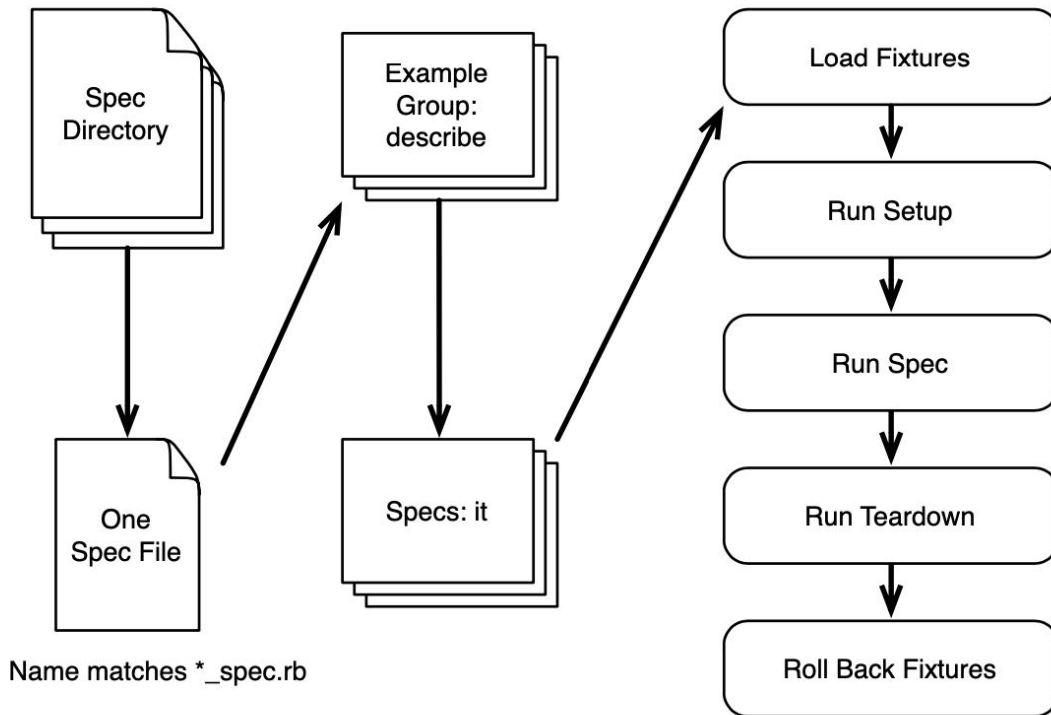 Spec
Directory
One
Spec File
Name matches *_spec.rb
Example
Group:
describe
Specs: it
Load Fixtures
Run Setup
Run Spec
Run Teardown
Roll Back Fixtures